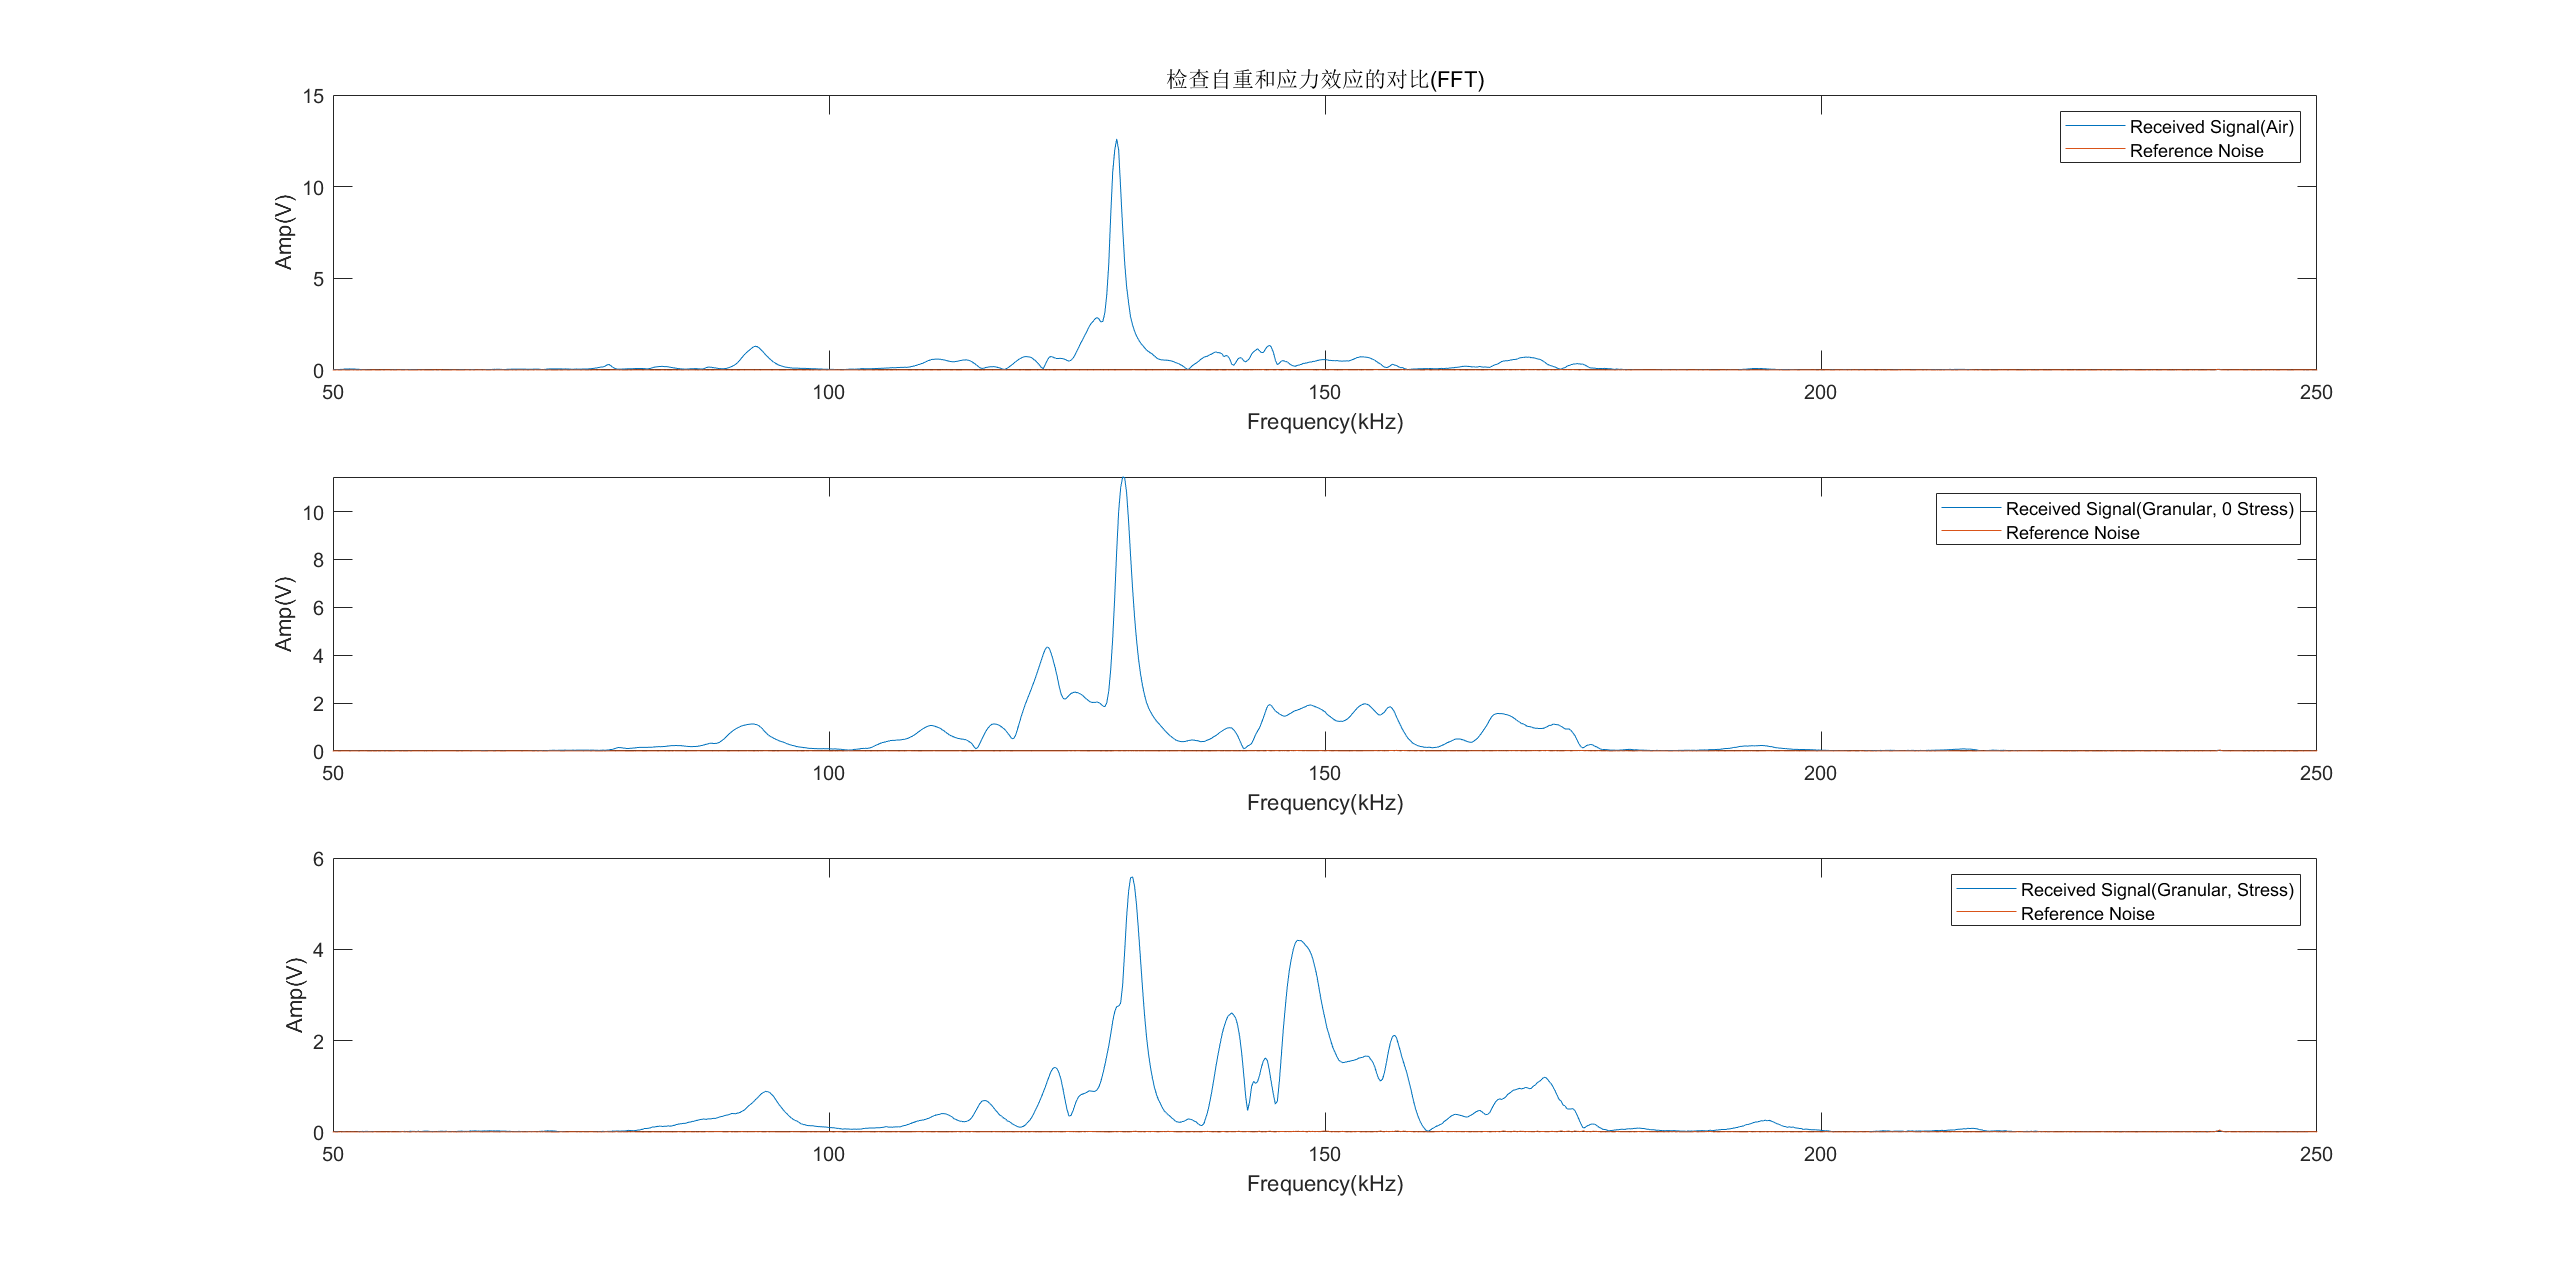 检查自重和应力效应的对比(FFT)
15
10
5
0
Amp(V)
Received Signal(Air)
Reference Noise
50 100 150 200 250
Frequency(kHz)
10
8
6
4
2
0
Amp(V)
Received Signal(Granular, 0 Stress)
Reference Noise
50 100 150 200 250
Frequency(kHz)
6
4
2
0
Amp(V)
Received Signal(Granular, Stress)
Reference Noise
50 100 150 200 250
Frequency(kHz)